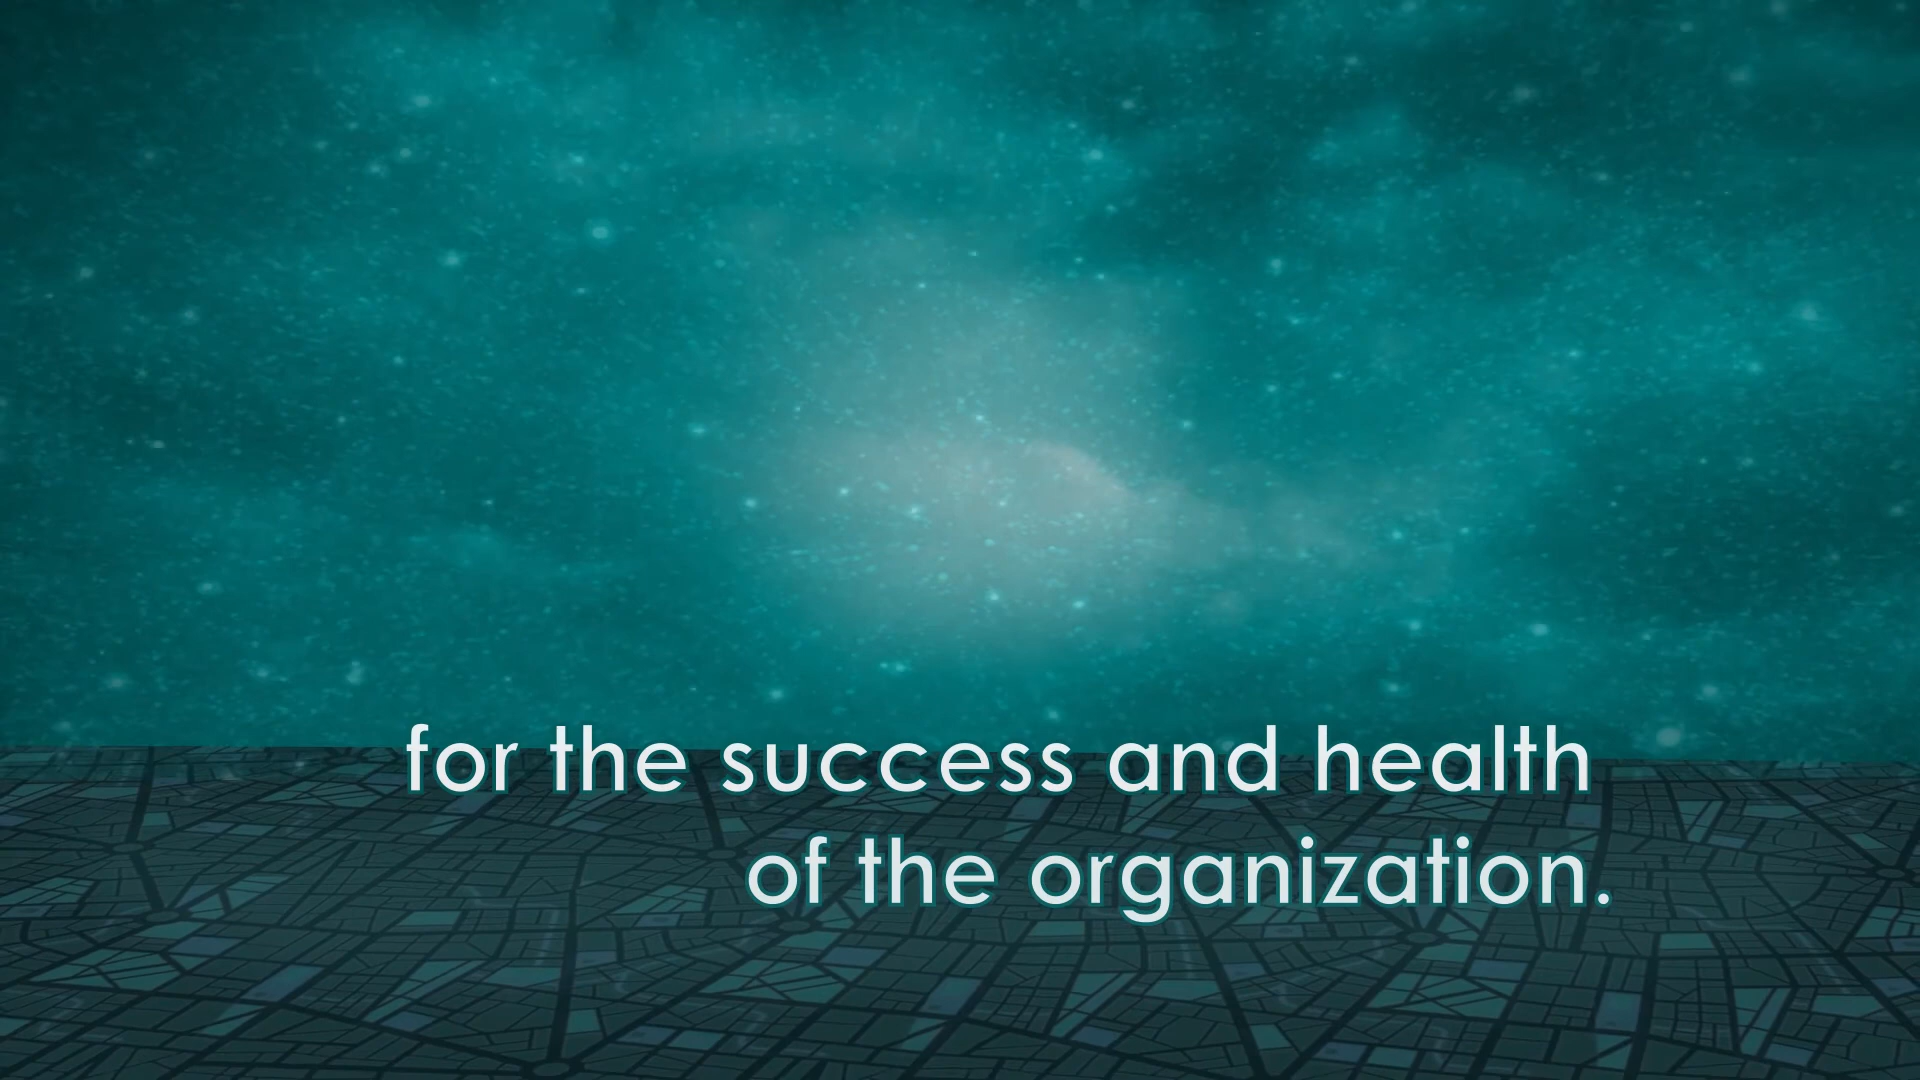 for the success and health
of the organization.